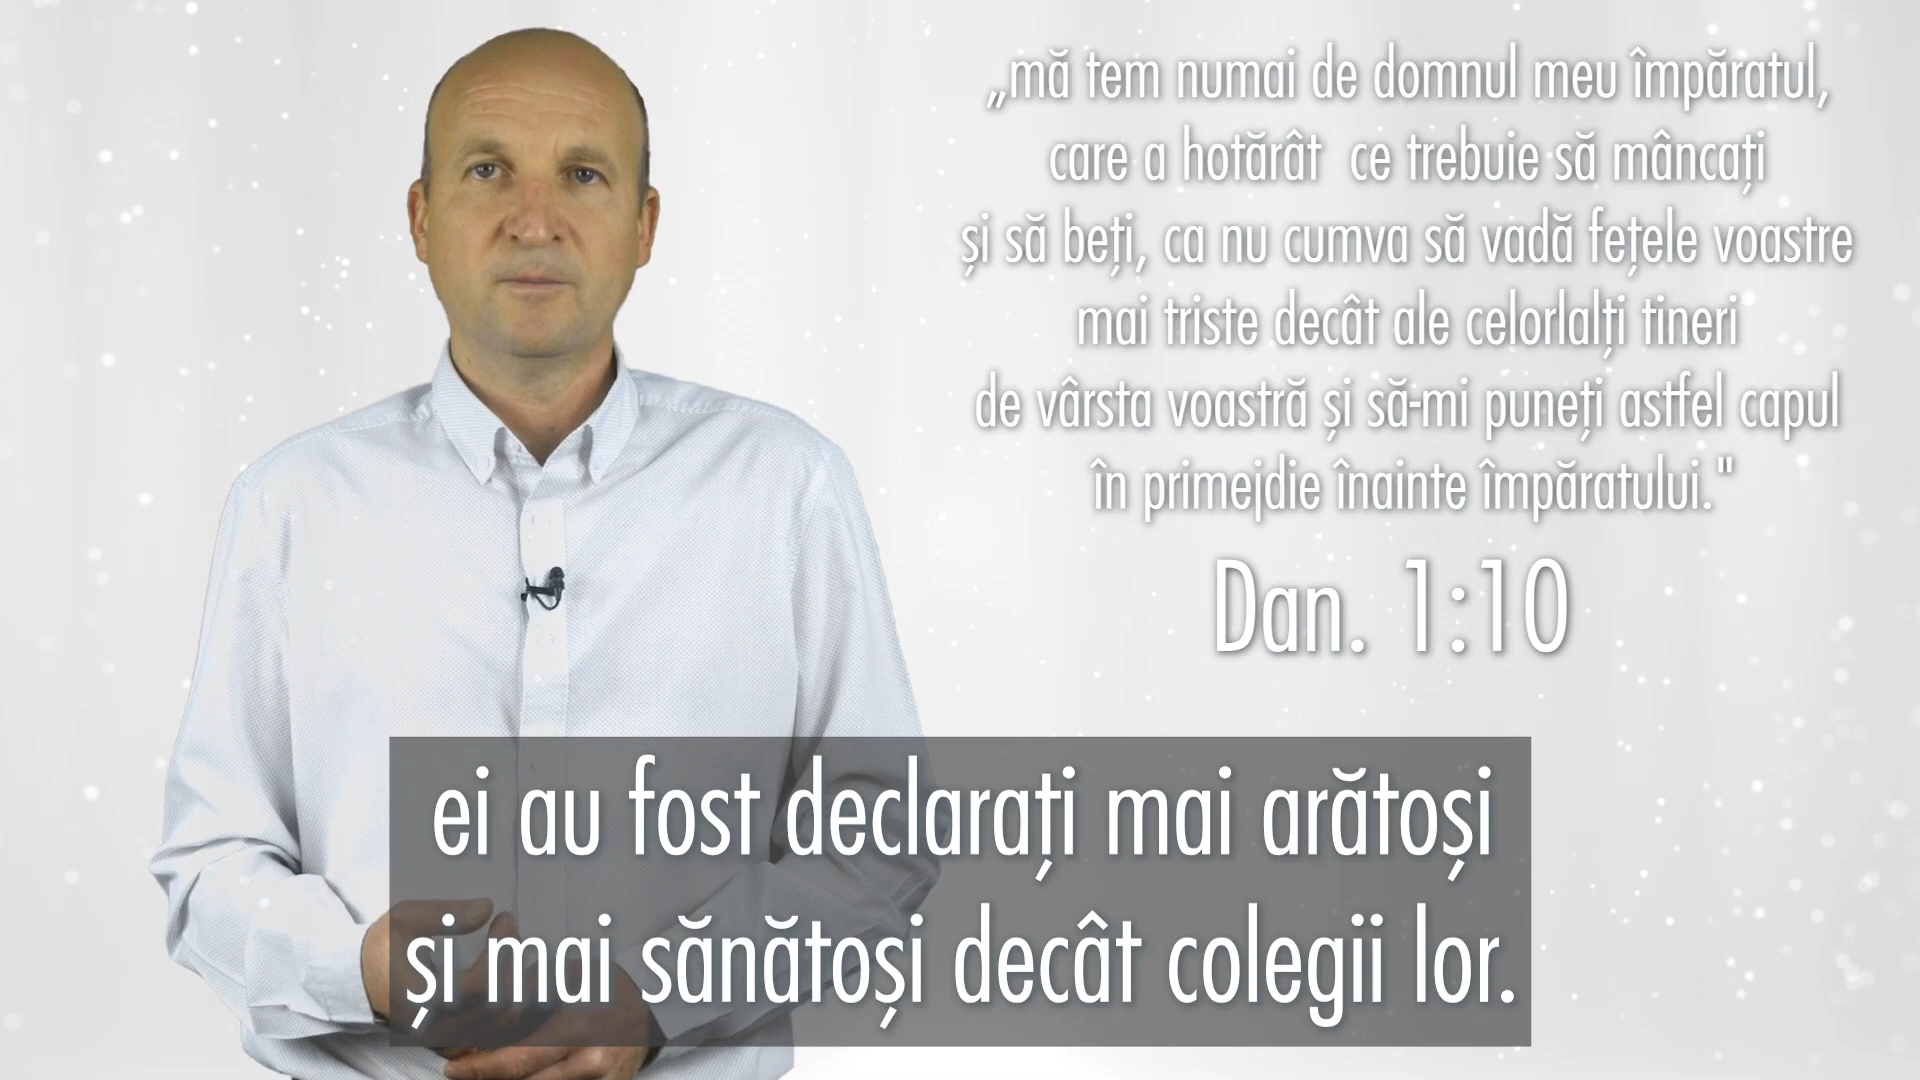 „mă tem numai de domnul meu împăratul,
care a hotărât  ce trebuie să mâncați
și să beți, ca nu cumva să vadă fețele voastre
mai triste decât ale celorlalți tineri
de vârsta voastră și să-mi puneți astfel capul
în primejdie înainte împăratului."
Dan. 1:10
ei au fost declarați mai arătoși
și mai sănătoși decât colegii lor.